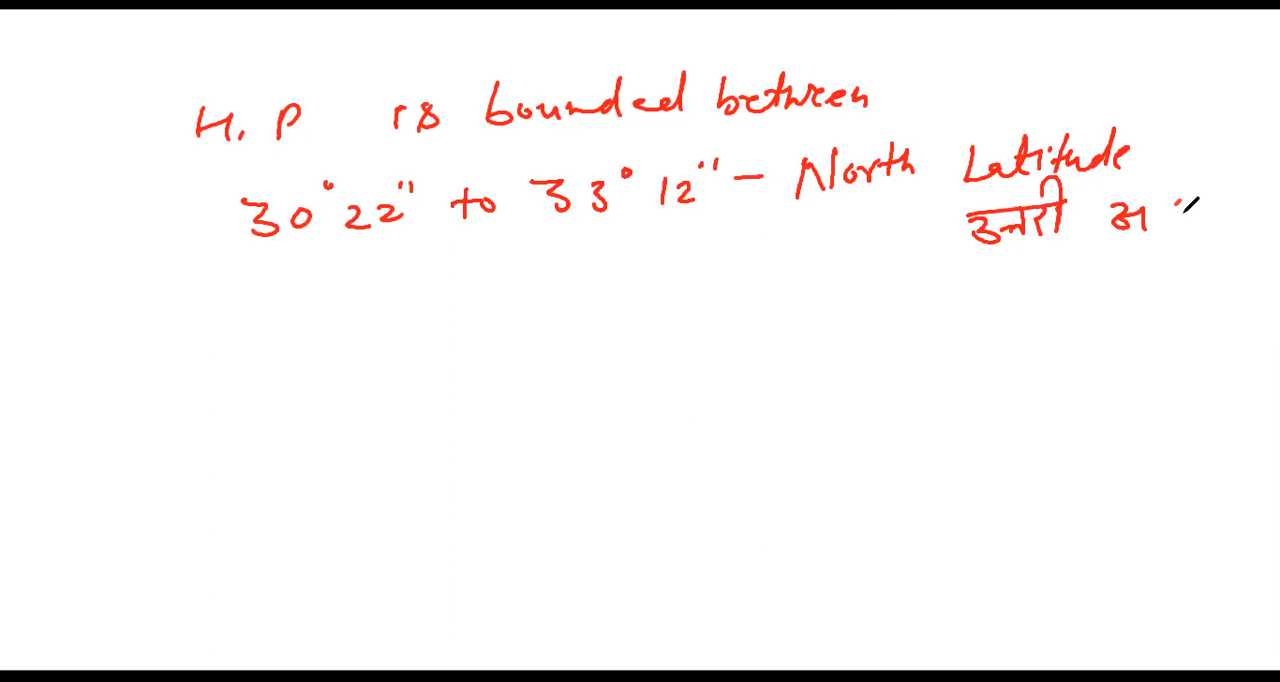 H.P is bounded between
30°22" to 33°12" - North Latitude
उत्तरी अ